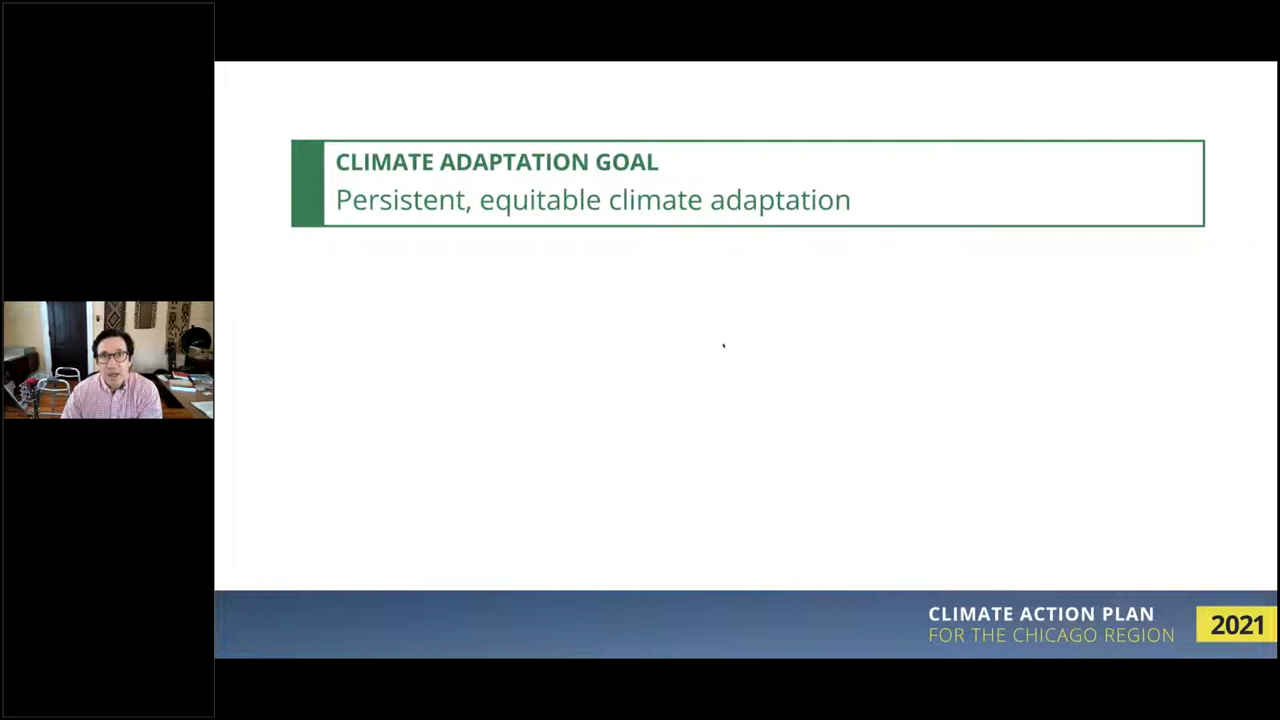 CLIMATE ADAPTATION GOAL
Persistent, equitable climate adaptation
CLIMATE ACTION PLAN
FOR THE CHICAGO REGION
2021